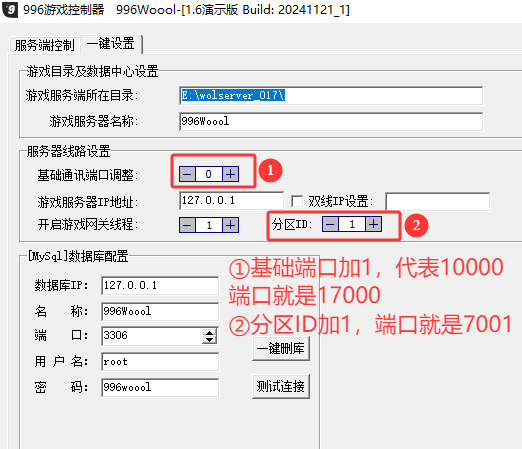 996游戏控制器 996Woool-[1.6演示版 Build: 20241121_1]
服务端控制 一键设置
游戏目录及数据中心设置
游戏服务端所在目录: E:\wolserver_017\
游戏服务器名称: 996Woool
服务器线路设置
基础通讯端口调整: - 0 + 1
游戏服务器IP地址: 127.0.0.1 双线IP设置:
开启游戏网关线程: - 1 + 分区ID: - 1 + 2
[MySql]数据库配置
数据库IP: 127.0.0.1
名 称: 996Woool
端 口: 3306
用 户 名: root
密 码: 996woool
一键删库
测试连接
①基础端口加1，代表10000
端口就是17000
②分区ID加1，端口就是7001